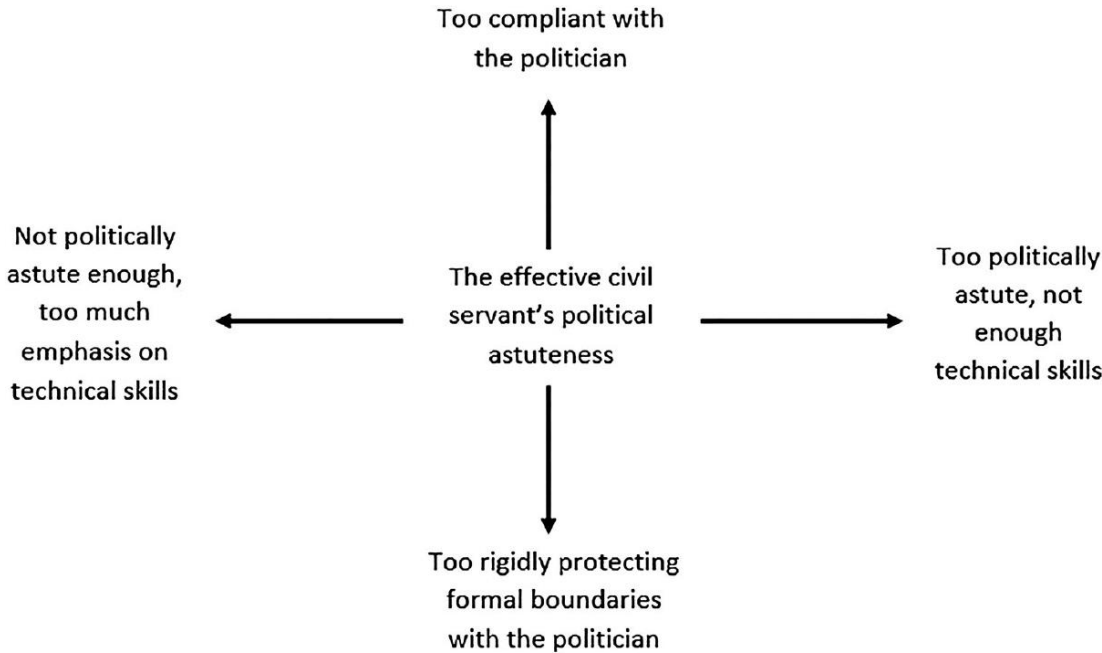 Too compliant with
the politician
Not politically
astute enough,
too much
emphasis on
technical skills
The effective civil
servant's political
astuteness
Too politically
astute, not
enough
technical skills
Too rigidly protecting
formal boundaries
with the politician